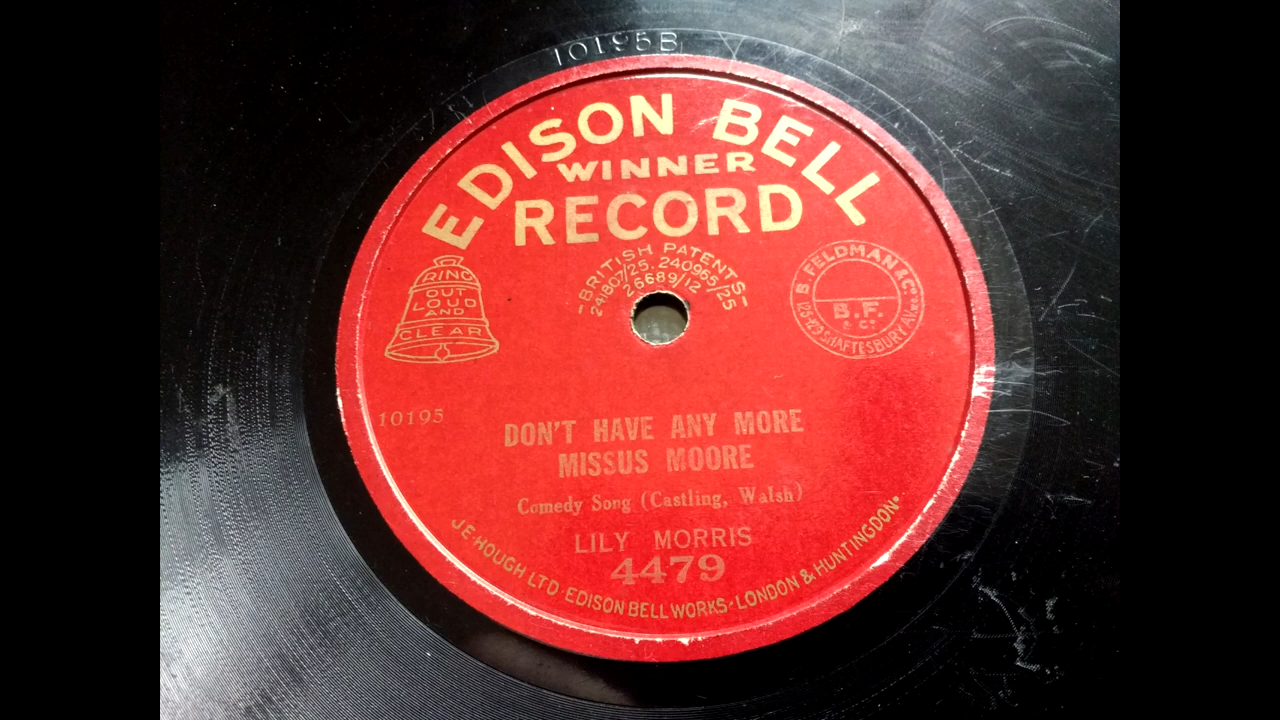 10195B
EDISON BELL
WINNER
RECORD
-BRITISH PATENTS-
241807/25. 240965/25
26689/12
RING
OUT
LOUD
AND
CLEAR
B. FELDMAN & Co
B.F.
& Co
125-129 SHAFTESBURY AV.
10195
DON'T HAVE ANY MORE
MISSUS MOORE
Comedy Song (Castling, Walsh)
LILY MORRIS
4479
JE HOUGH LTD EDISON BELL WORKS-LONDON & HUNTINGDON.